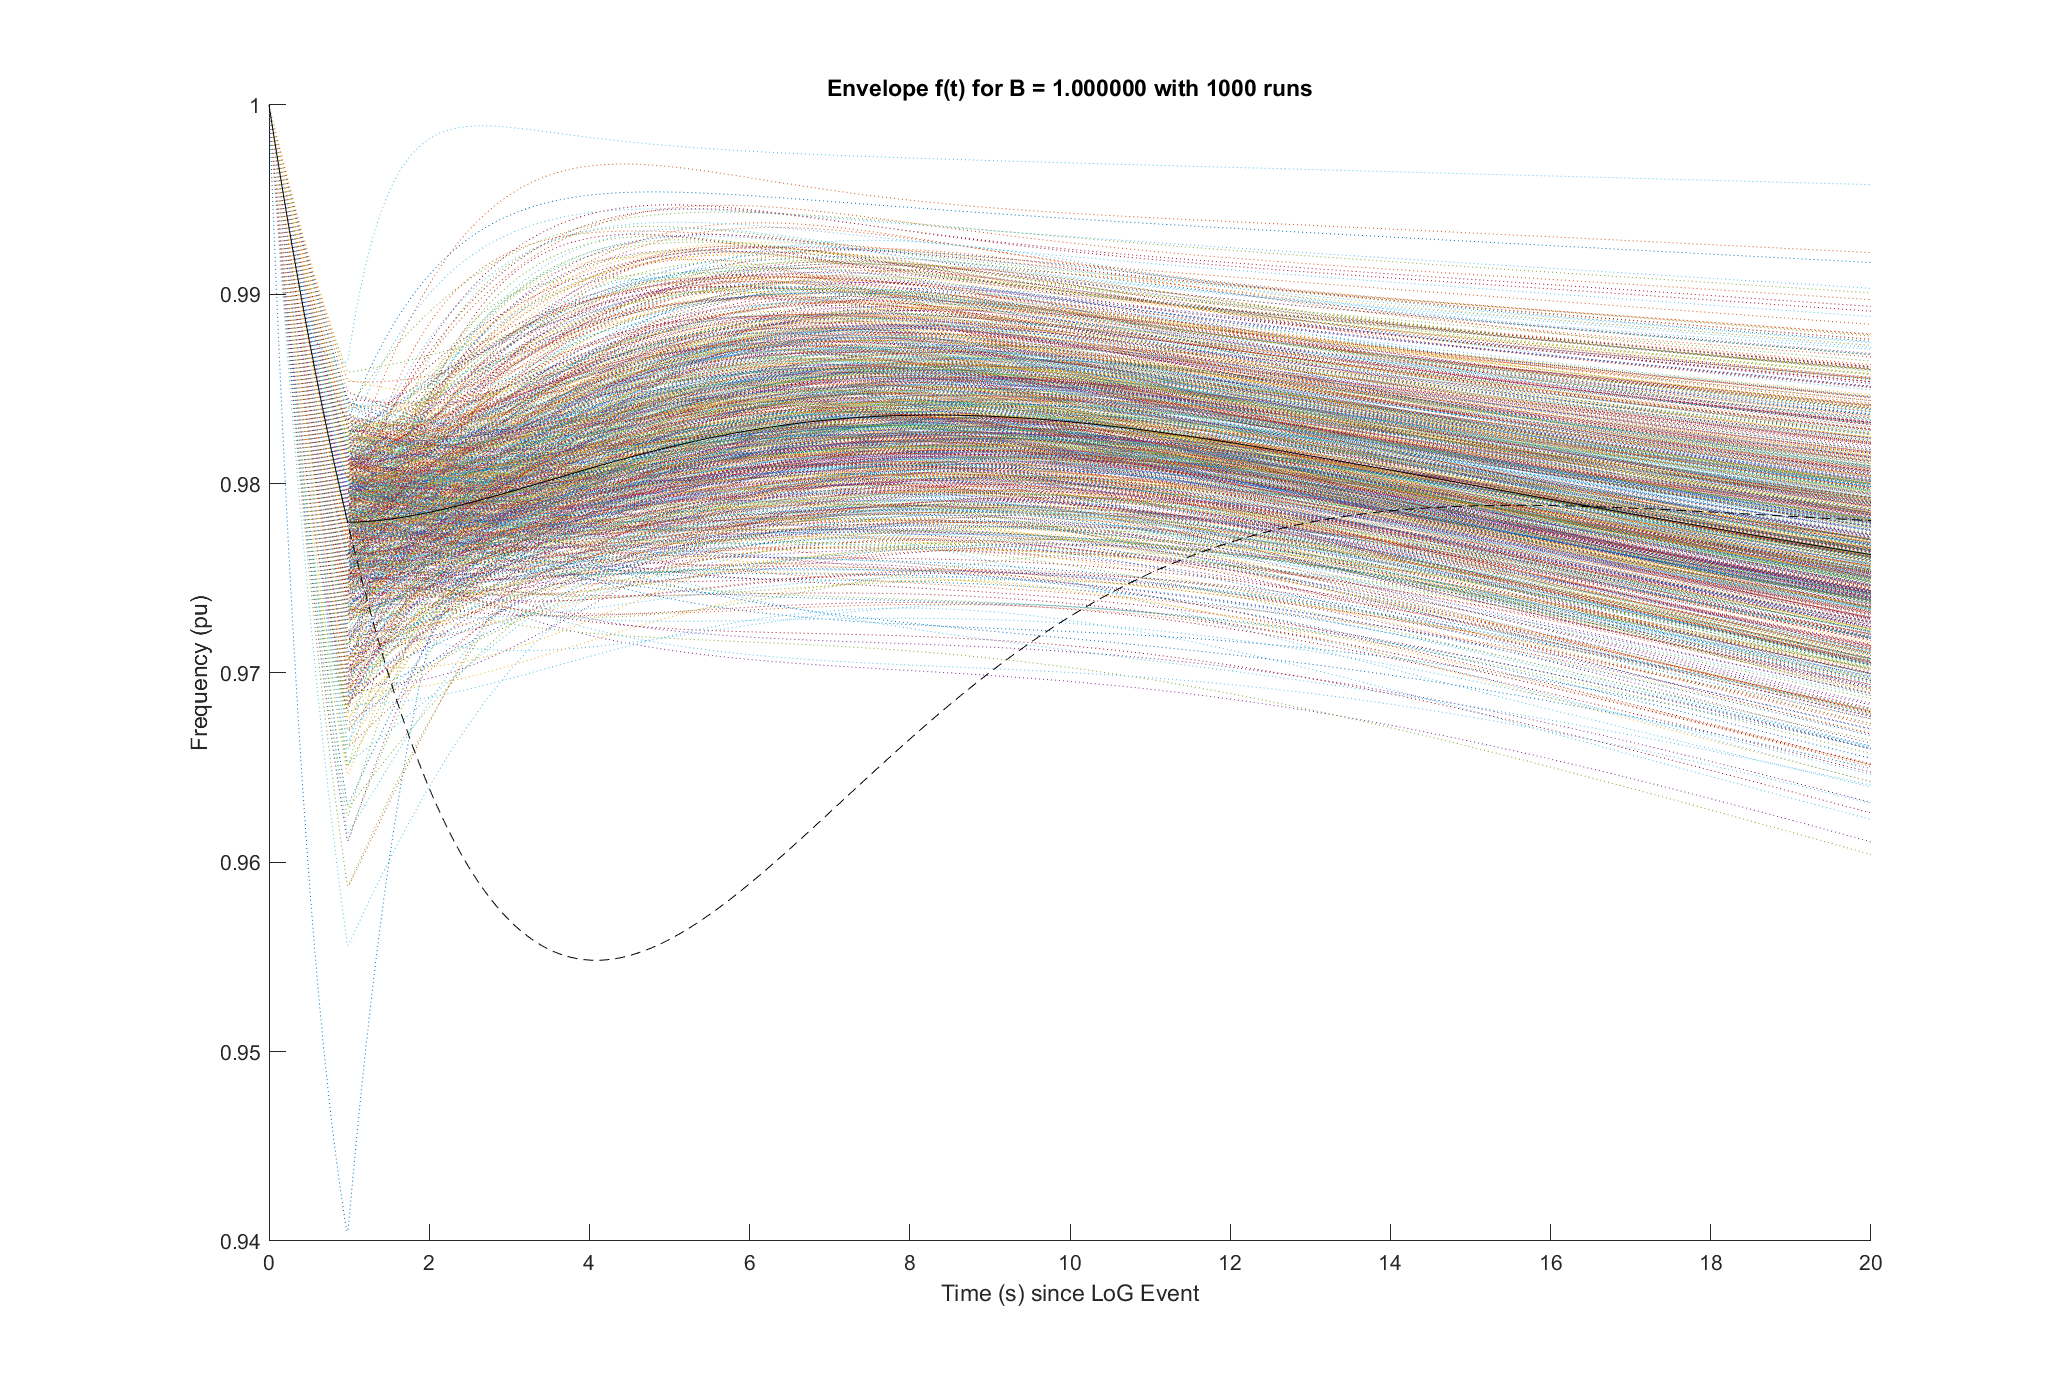 Envelope f(t) for B = 1.000000 with 1000 runs
1
0.99
0.98
0.97
0.96
0.95
0.94
Frequency (pu)
0 2 4 6 8 10 12 14 16 18 20
Time (s) since LoG Event